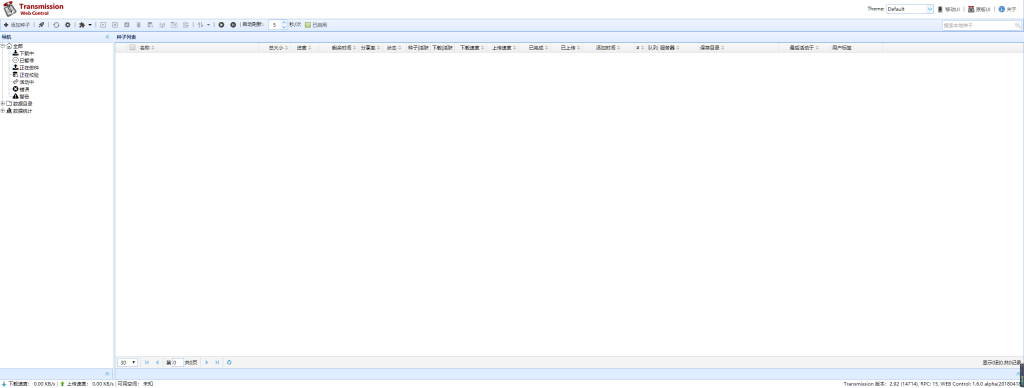 Transmission
Web Control
Theme: Default
移动UI | 原版UI | 关于
添加种子
自动刷新: 5 秒/次 已启用
搜索本地种子
导航
种子列表
名称 总大小 进度 剩余时间 分享率 状态 种子|活跃 下载|活跃 下载速度 上传速度 已完成 已上传 添加时间 # 队列 服务器 保存目录 最后活动于 用户标签
全部
下载中
已暂停
正在做种
正在校验
活动中
错误
警告
数据目录
数据统计
30 第 0 共0页
显示0到0,共0记录
下载速度: 0.00 KB/s | 上传速度: 0.00 KB/s | 可用空间: 未知
Transmission 版本: 2.92 (14714), RPC: 15, WEB Control: 1.6.0 alpha(20180418